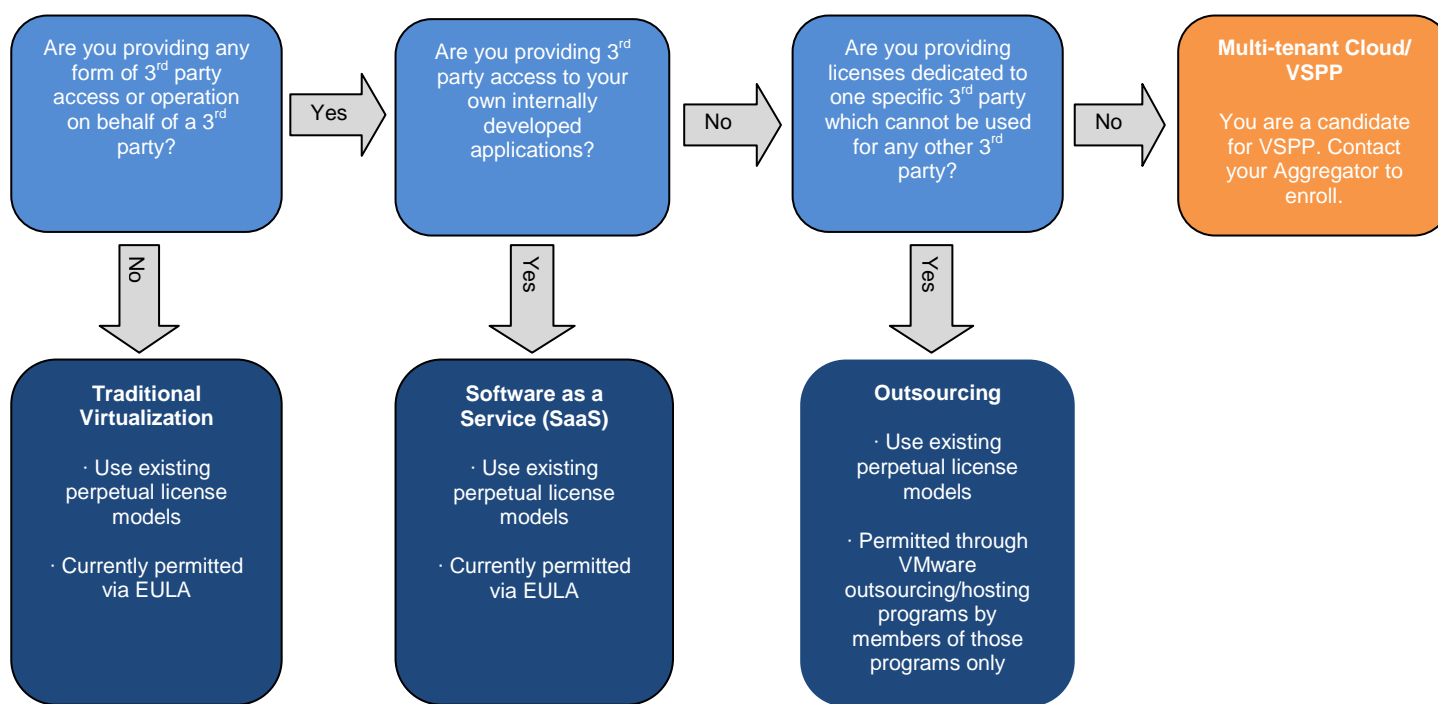 Are you providing any
form of 3rd party
access or operation
on behalf of a 3rd
party?
Yes
Are you providing 3rd
party access to your
own internally
developed
applications?
No
Are you providing
licenses dedicated to
one specific 3rd party
which cannot be used
for any other 3rd
party?
No
Multi-tenant Cloud/
VSPP
You are a candidate
for VSPP. Contact
your Aggregator to
enroll.
No
Yes
Yes
Traditional
Virtualization
· Use existing
perpetual license
models
· Currently permitted
via EULA
Software as a
Service (SaaS)
· Use existing
perpetual license
models
· Currently permitted
via EULA
Outsourcing
· Use existing
perpetual license
models
· Permitted through
VMware
outsourcing/hosting
programs by
members of those
programs only